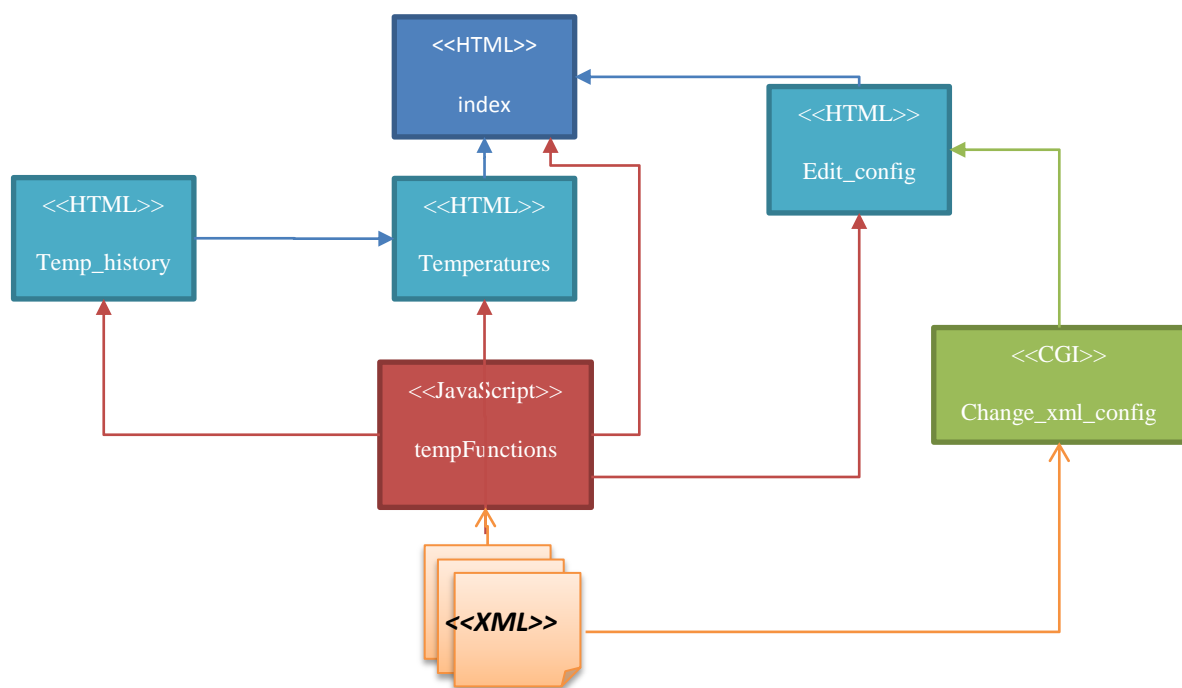 <<HTML>>
index
<<HTML>>
Edit_config
<<HTML>>
Temp_history
<<HTML>>
Temperatures
<<CGI>>
Change_xml_config
<<JavaScript>>
tempFunctions
<<XML>>